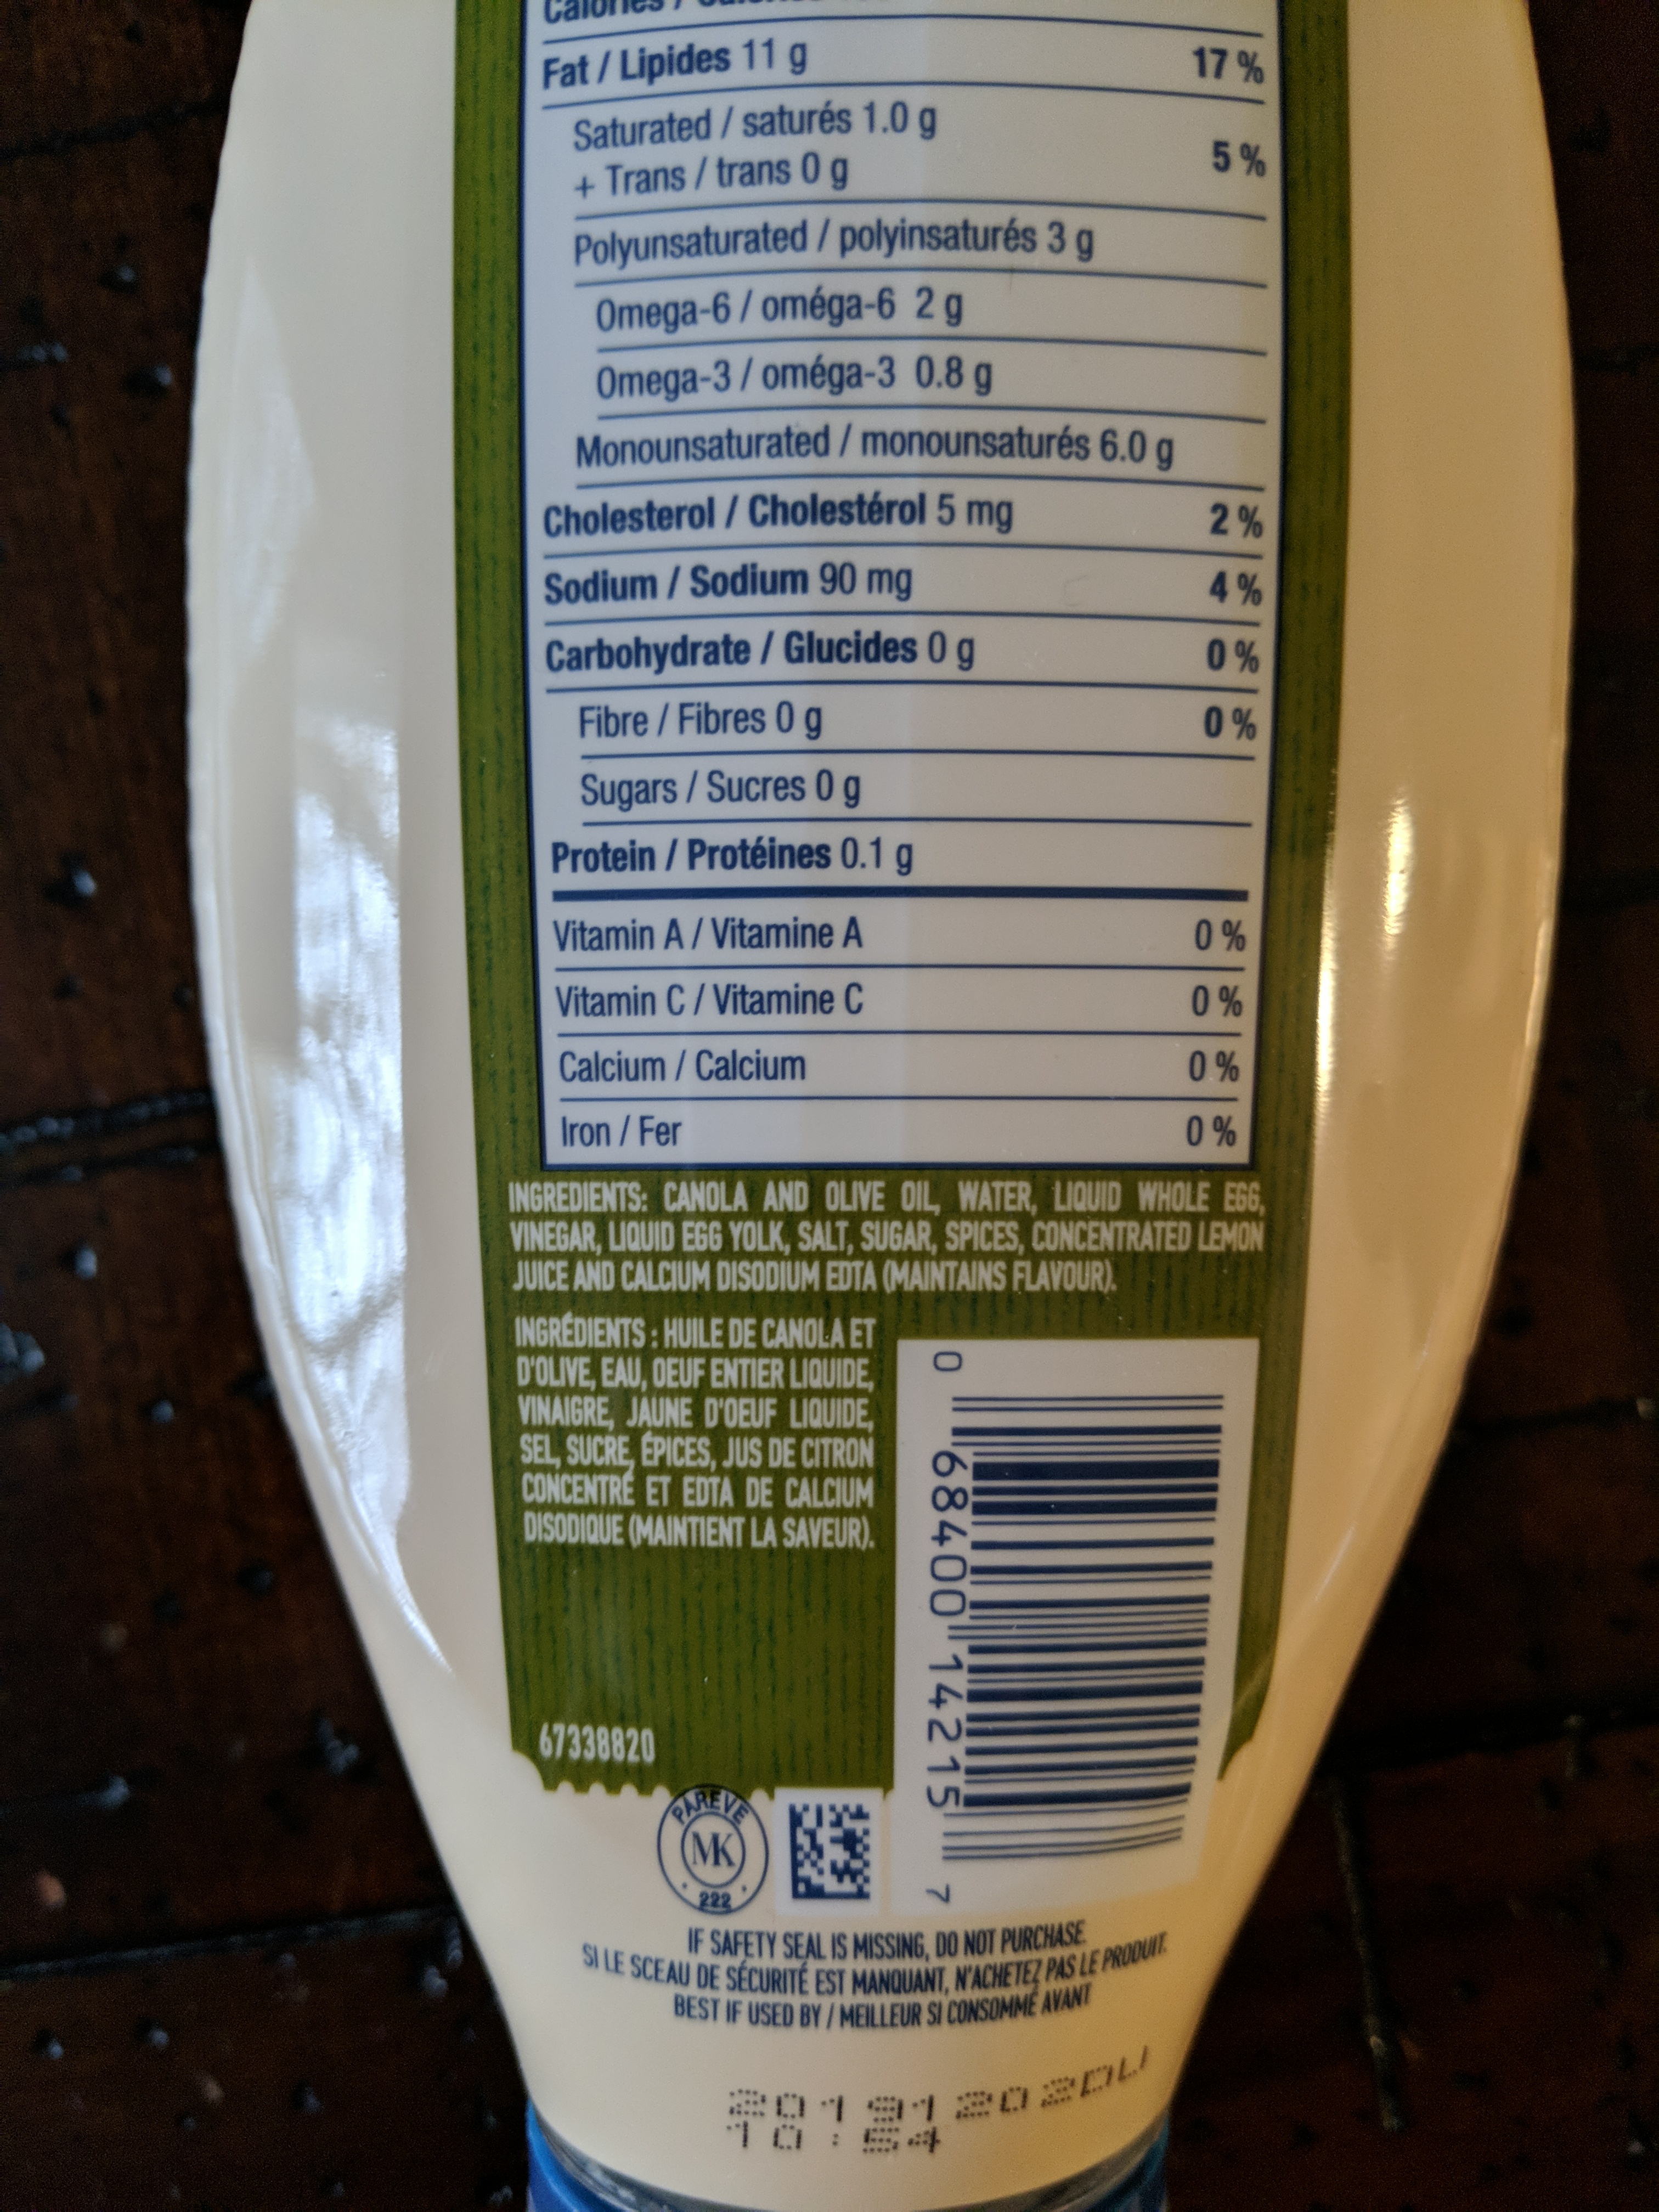 Calories /
Fat / Lipides 11 g 17 %
Saturated / saturés 1.0 g
+ Trans / trans 0 g 5 %
Polyunsaturated / polyinsaturés 3 g
Omega-6 / oméga-6 2 g
Omega-3 / oméga-3 0.8 g
Monounsaturated / monounsaturés 6.0 g
Cholesterol / Cholestérol 5 mg 2 %
Sodium / Sodium 90 mg 4 %
Carbohydrate / Glucides 0 g 0 %
Fibre / Fibres 0 g 0 %
Sugars / Sucres 0 g
Protein / Protéines 0.1 g
Vitamin A / Vitamine A 0 %
Vitamin C / Vitamine C 0 %
Calcium / Calcium 0 %
Iron / Fer 0 %
INGREDIENTS: CANOLA AND OLIVE OIL, WATER, LIQUID WHOLE EGG,
VINEGAR, LIQUID EGG YOLK, SALT, SUGAR, SPICES, CONCENTRATED LEMON
JUICE AND CALCIUM DISODIUM EDTA (MAINTAINS FLAVOUR).
INGRÉDIENTS : HUILE DE CANOLA ET
D'OLIVE, EAU, OEUF ENTIER LIQUIDE,
VINAIGRE, JAUNE D'OEUF LIQUIDE,
SEL, SUCRE, ÉPICES, JUS DE CITRON
CONCENTRÉ ET EDTA DE CALCIUM
DISODIQUE (MAINTIENT LA SAVEUR).
0 68400 14215 7
67338820
PAREVE
MK
222
IF SAFETY SEAL IS MISSING, DO NOT PURCHASE.
SI LE SCEAU DE SÉCURITÉ EST MANQUANT, N'ACHETEZ PAS LE PRODUIT.
BEST IF USED BY / MEILLEUR SI CONSOMMÉ AVANT
10:54